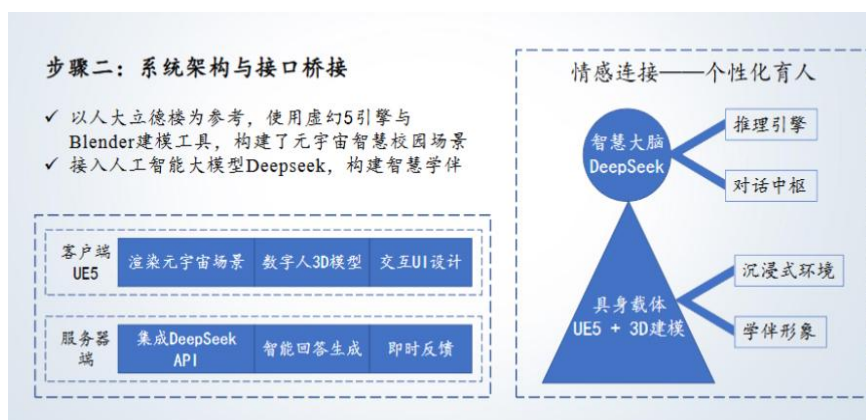 步骤二：系统架构与接口桥接
✓ 以人大立德楼为参考，使用虚幻5引擎与
Blender建模工具，构建了元宇宙智慧校园场景
✓ 接入人工智能大模型Deepseek，构建智慧学伴
客户端
UE5
渲染元宇宙场景
数字人3D模型
交互UI设计
服务器
端
集成DeepSeek
API
智能回答生成
即时反馈
情感连接——个性化育人
智慧大脑
DeepSeek
推理引擎
对话中枢
具身载体
UE5 + 3D建模
沉浸式环境
学伴形象